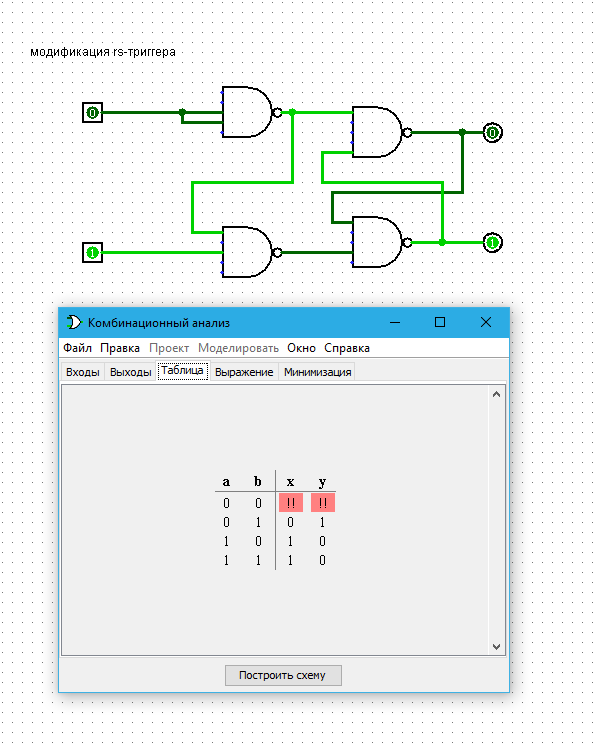 модификация rs-триггера
0
0
1
1
Комбинационный анализ
Файл Правка Проект Моделировать Окно Справка
Входы Выходы Таблица Выражение Минимизация
a b x y
0 0 !! !!
0 1 0 1
1 0 1 0
1 1 1 0
Построить схему